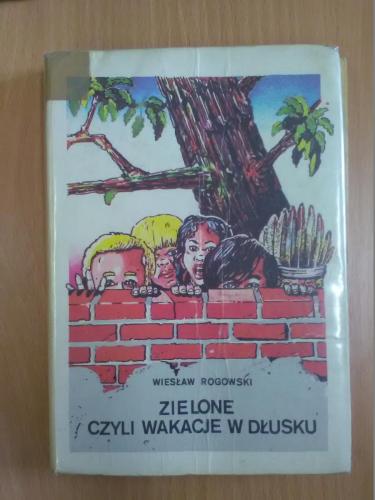 WIESŁAW ROGOWSKI
ZIELONE
CZYLI WAKACJE W DŁUSKU